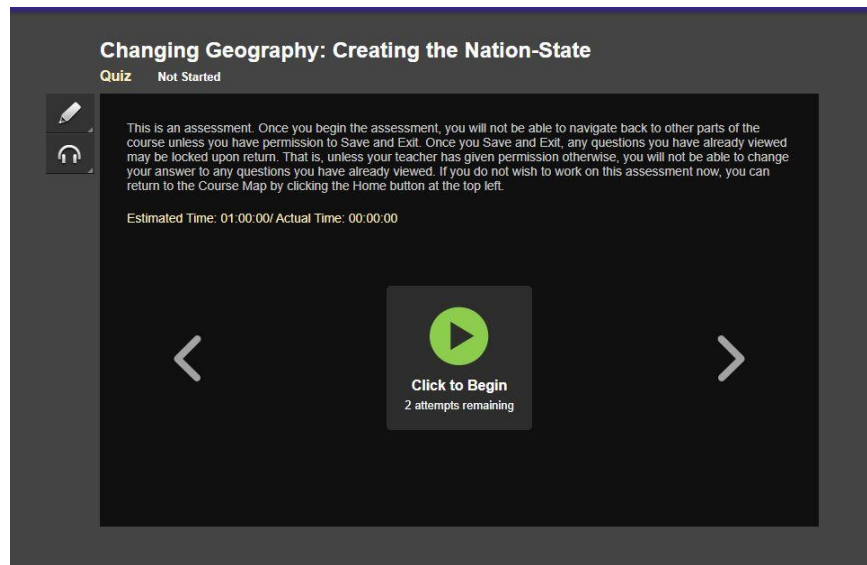 Changing Geography: Creating the Nation-State
Quiz Not Started
This is an assessment. Once you begin the assessment, you will not be able to navigate back to other parts of the
course unless you have permission to Save and Exit. Once you Save and Exit, any questions you have already viewed
may be locked upon return. That is, unless your teacher has given permission otherwise, you will not be able to change
your answer to any questions you have already viewed. If you do not wish to work on this assessment now, you can
return to the Course Map by clicking the Home button at the top left.
Estimated Time: 01:00:00/ Actual Time: 00:00:00
Click to Begin
2 attempts remaining